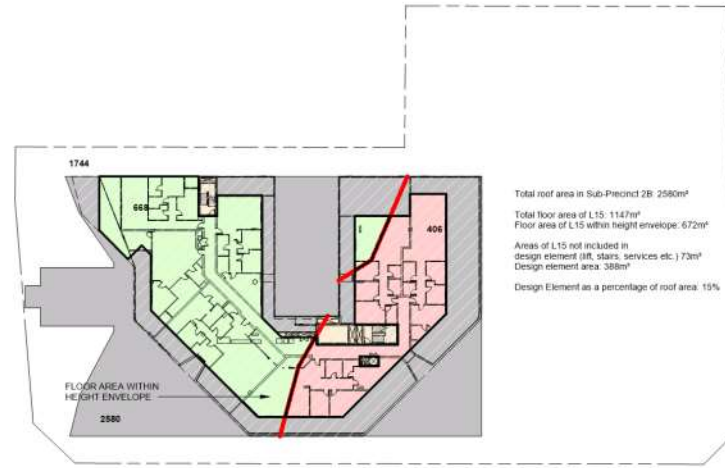 1744
Total roof area in Sub-Precinct 2B: 2580m²
668
Total floor area of L15: 1147m²
406
Floor area of L15 within height envelope: 672m²
Areas of L15 not included in
design element (lift, stairs, services etc.) 73m²
Design element area: 388m²
Design Element as a percentage of roof area: 15%
FLOOR AREA WITHIN
HEIGHT ENVELOPE
2580